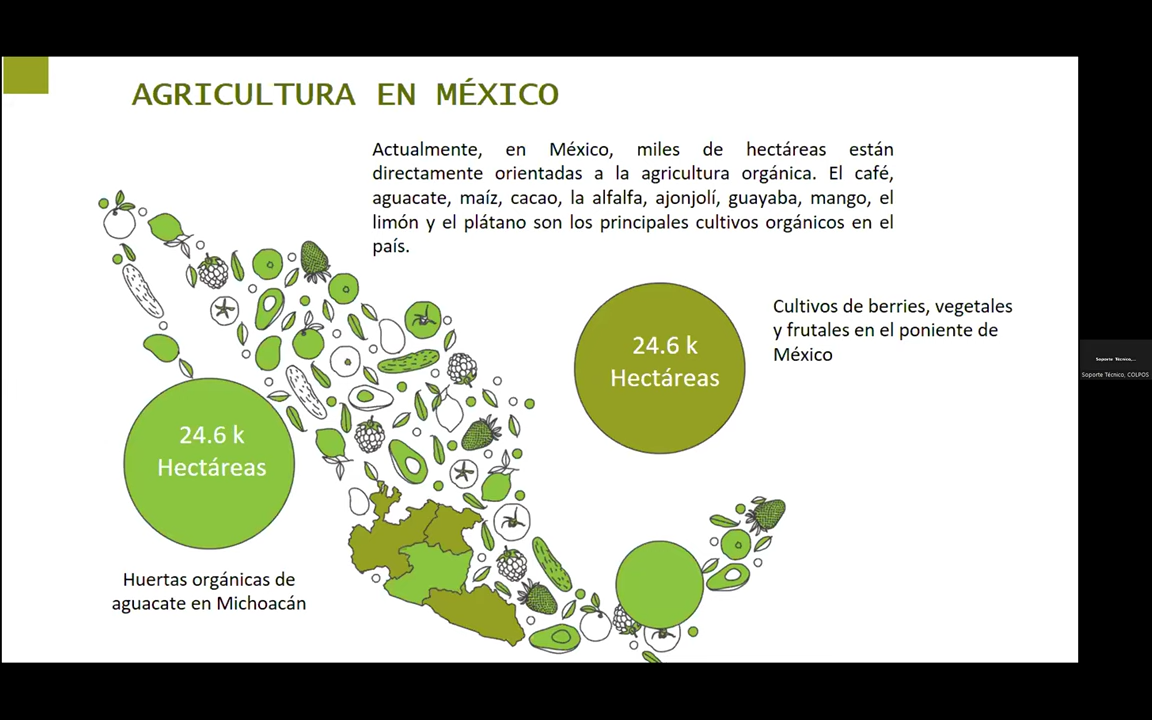 AGRICULTURA EN MÉXICO
Actualmente, en México, miles de hectáreas están
directamente orientadas a la agricultura orgánica. El café,
aguacate, maíz, cacao, la alfalfa, ajonjolí, guayaba, mango, el
limón y el plátano son los principales cultivos orgánicos en el
país.
24.6 k
Hectáreas
Cultivos de berries, vegetales
y frutales en el poniente de
México
24.6 k
Hectáreas
Huertas orgánicas de
aguacate en Michoacán
Soporte Técnico,...
Soporte Técnico, COLPOS